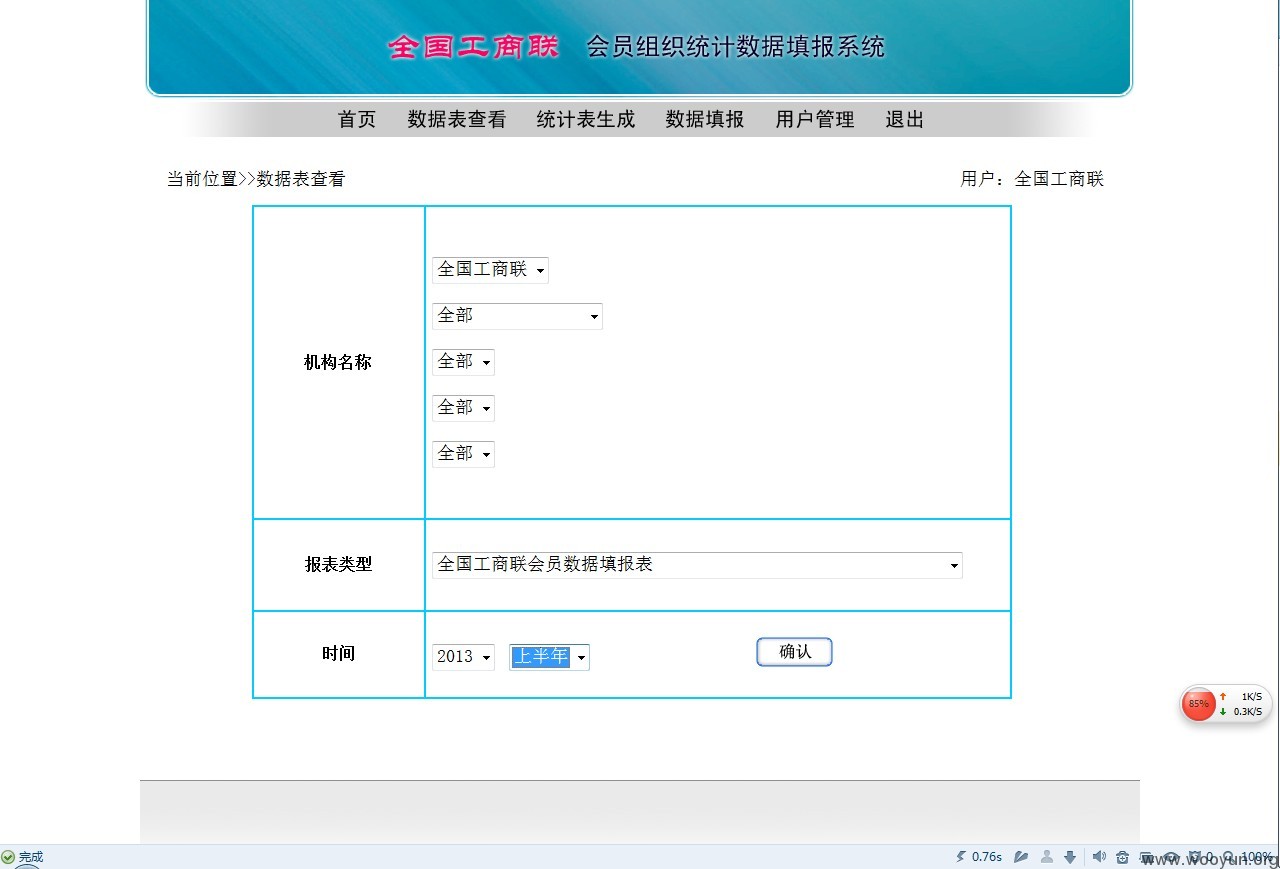 全国工商联 会员组织统计数据填报系统
首页 数据表查看 统计表生成 数据填报 用户管理 退出
当前位置>>数据表查看 用户：全国工商联
机构名称
全国工商联
全部
全部
全部
全部
报表类型 全国工商联会员数据填报表
时间 2013 上半年 确认
85% 1K/S
0.3K/S
完成 0.76s 0 100%
www.wooyun.org